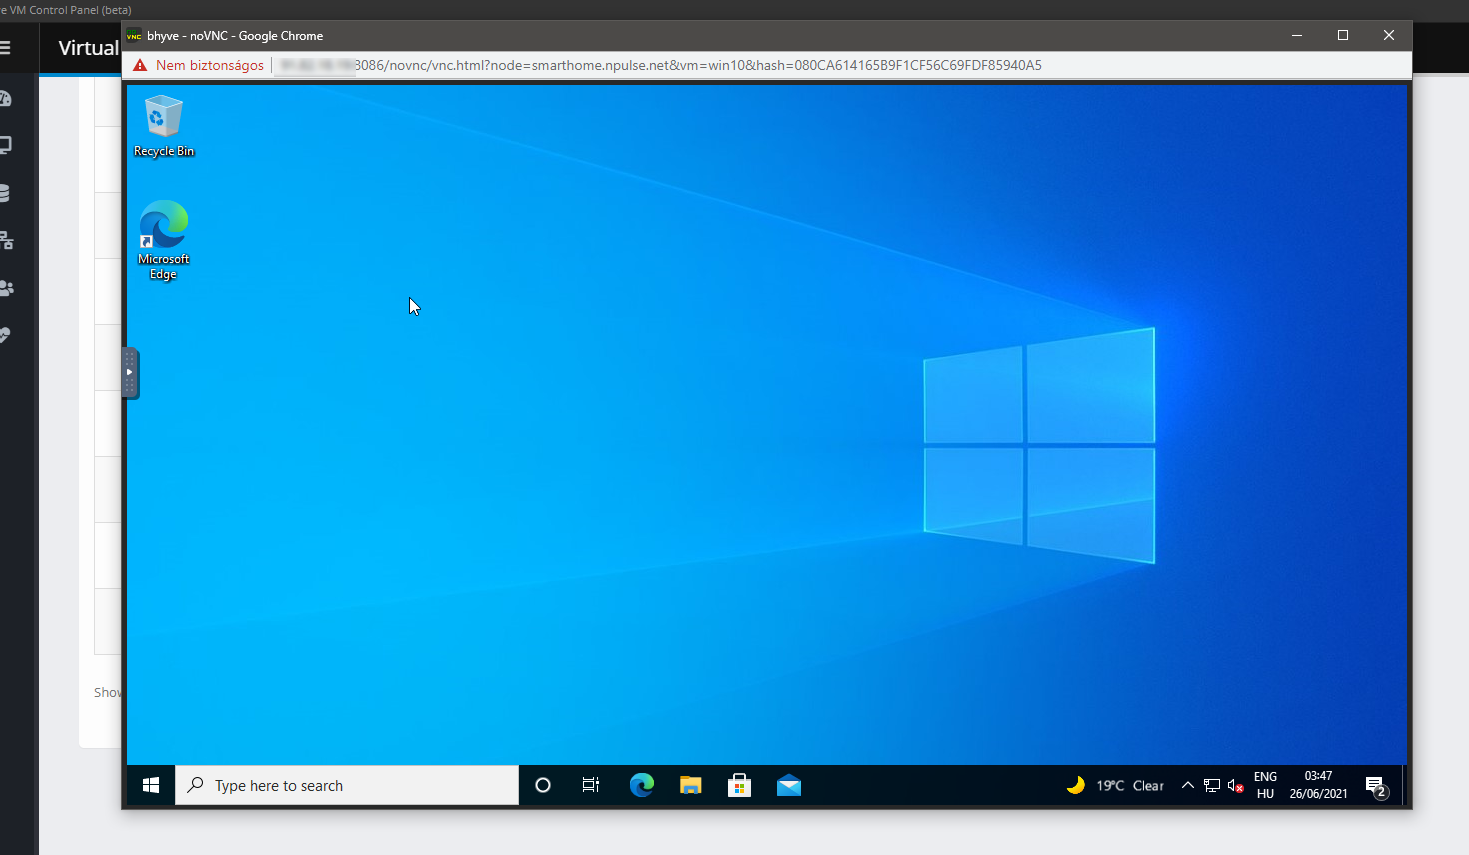 e VM Control Panel (beta)
Virtual
bhyve - noVNC - Google Chrome
Nem biztonságos
8086/novnc/vnc.html?node=smarthome.npulse.net&vm=win10&hash=080CA614165B9F1CF56C69FDF85940A5
Recycle Bin
Microsoft
Edge
Show
Type here to search
19°C Clear
ENG
HU
03:47
26/06/2021
2